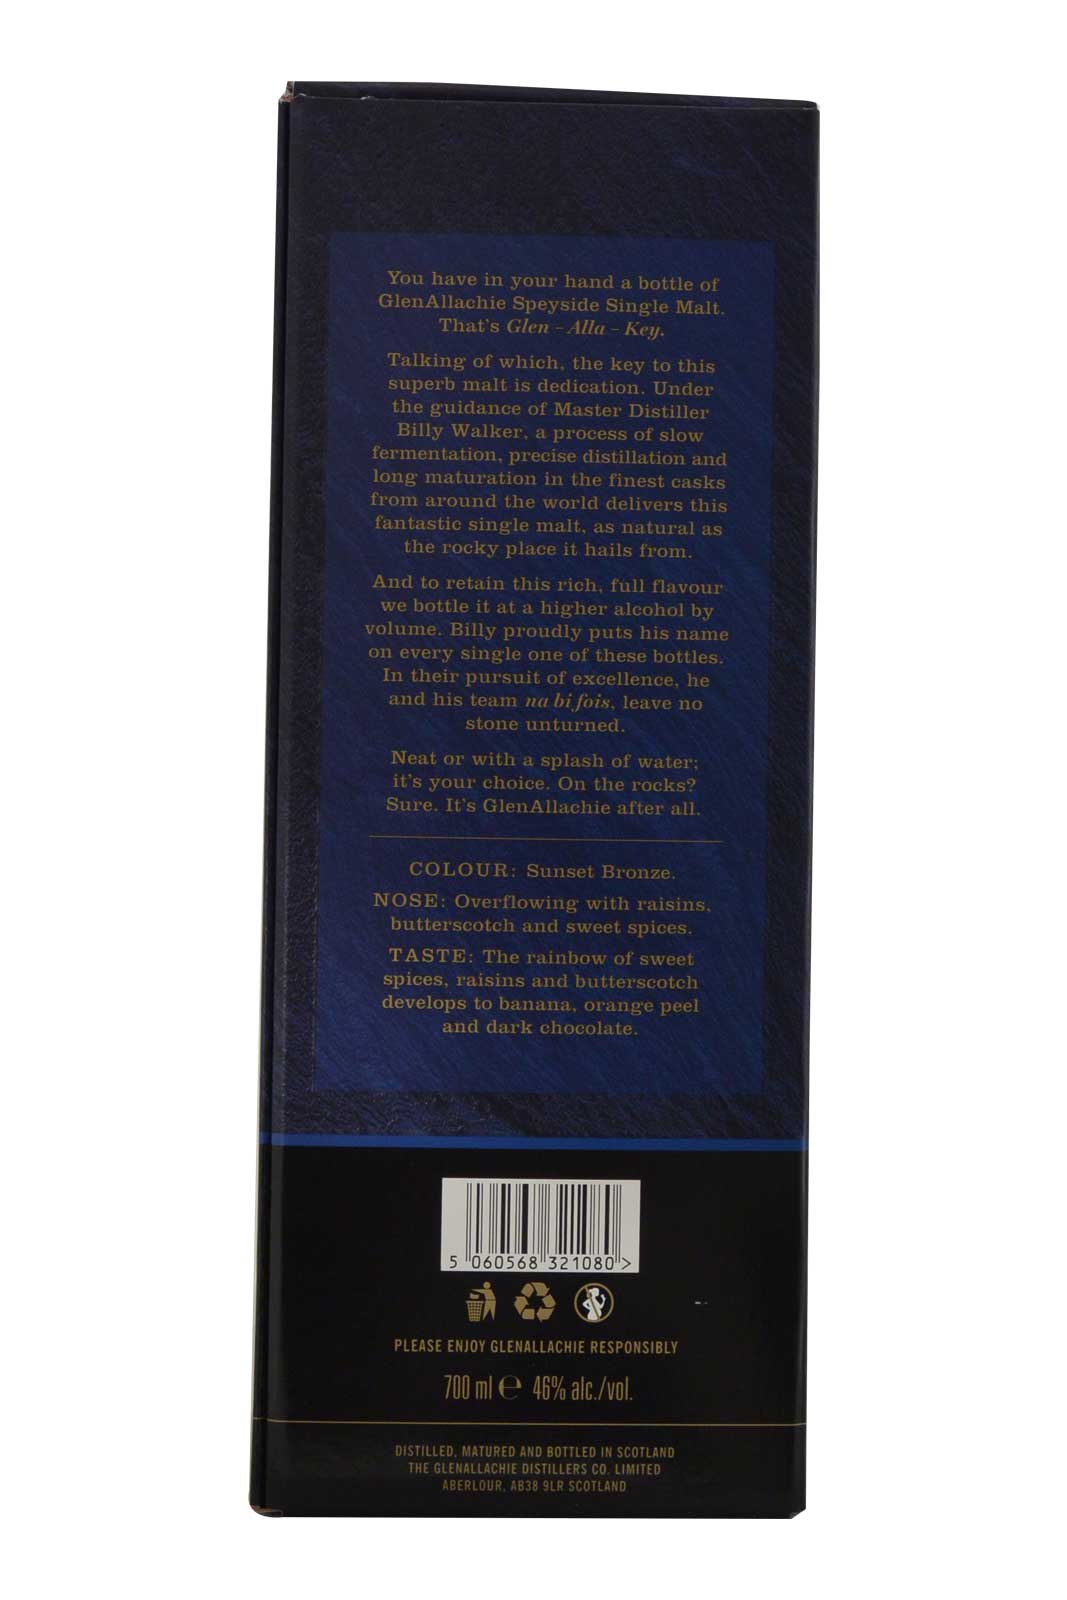 You have in your hand a bottle of
GlenAllachie Speyside Single Malt.
That's Glen – Alla – Key.
Talking of which, the key to this
superb malt is dedication. Under
the guidance of Master Distiller
Billy Walker, a process of slow
fermentation, precise distillation and
long maturation in the finest casks
from around the world delivers this
fantastic single malt, as natural as
the rocky place it hails from.
And to retain this rich, full flavour
we bottle it at a higher alcohol by
volume. Billy proudly puts his name
on every single one of these bottles.
In their pursuit of excellence, he
and his team na bi fois, leave no
stone unturned.
Neat or with a splash of water;
it's your choice. On the rocks?
Sure. It's GlenAllachie after all.
COLOUR: Sunset Bronze.
NOSE: Overflowing with raisins,
butterscotch and sweet spices.
TASTE: The rainbow of sweet
spices, raisins and butterscotch
develops to banana, orange peel
and dark chocolate.
5 060568 321080 >
PLEASE ENJOY GLENALLACHIE RESPONSIBLY
700 ml ℮ 46% alc./vol.
DISTILLED, MATURED AND BOTTLED IN SCOTLAND
THE GLENALLACHIE DISTILLERS CO. LIMITED
ABERLOUR, AB38 9LR SCOTLAND